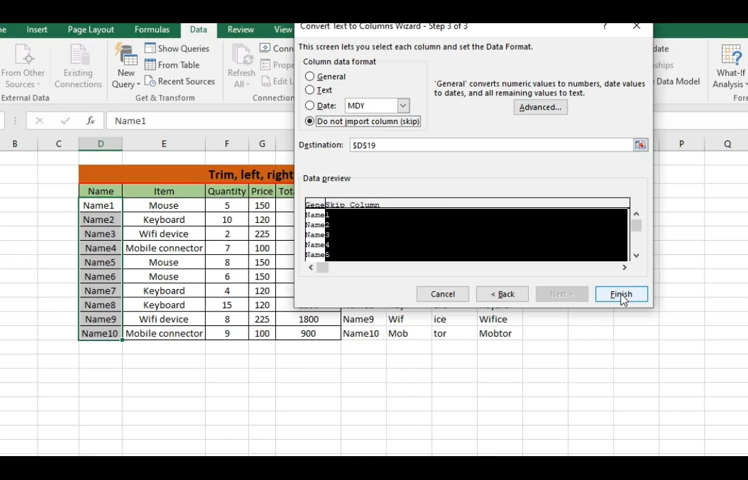 Insert Page Layout Formulas Data Review
Convert Text to Columns Wizard - Step 3 of 3
? ×
This screen lets you select each column and set the Data Format.
Column data format
General
Text
Date: MDY
Do not import column (skip)
'General' converts numeric values to numbers, date values
to dates, and all remaining values to text.
Advanced...
Destination: $D$19
Data preview
GeneSkip Column
Name1
Name2
Name3
Name4
Name5
Cancel < Back Next > Finish
From Other
Sources
Existing
Connections
External Data
New
Query
Show Queries
From Table
Recent Sources
Get & Transform
Refresh
All
Data Model
What-If
Analysis
fx Name1
B C D E F G P Q R
Trim, left, right
Name Item Quantity Price
Name1 Mouse 5 150
Name2 Keyboard 10 120
Name3 Wifi device 2 225
Name4 Mobile connector 7 100
Name5 Mouse 8 150
Name6 Mouse 6 150
Name7 Keyboard 4 120
Name8 Keyboard 15 120
Name9 Wifi device 8 225 1800 Name9 Wif ice Wifice
Name10 Mobile connector 9 100 900 Name10 Mob tor Mobtor